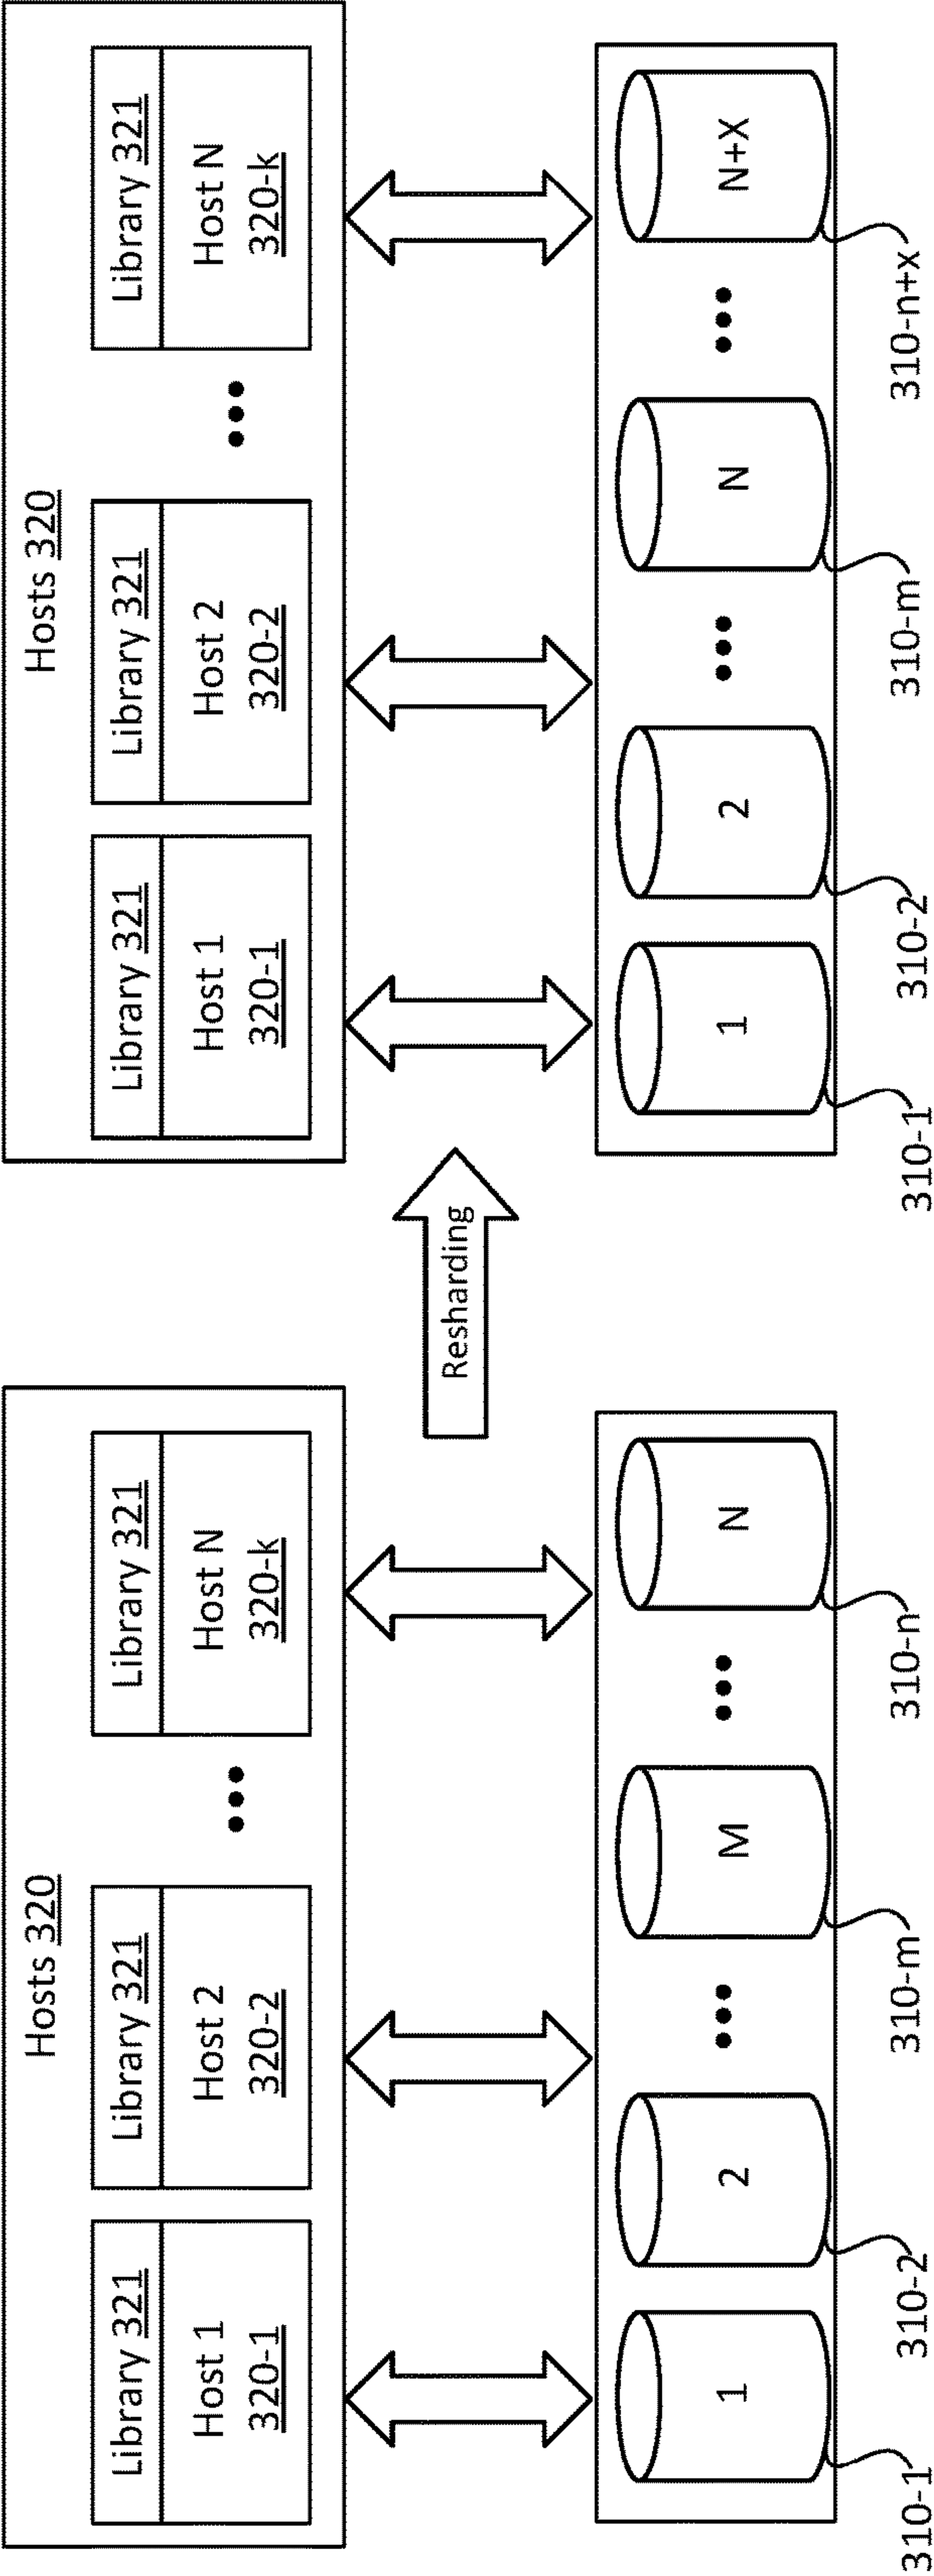 Hosts 320
Library 321
Host 1
320-1
Library 321
Host 2
320-2
Library 321
Host N
320-k
1
2
M
N
310-1
310-2
310-m
310-n
Resharding
Hosts 320
Library 321
Host 1
320-1
Library 321
Host 2
320-2
Library 321
Host N
320-k
1
2
N
N+X
310-1
310-2
310-m
310-n+x